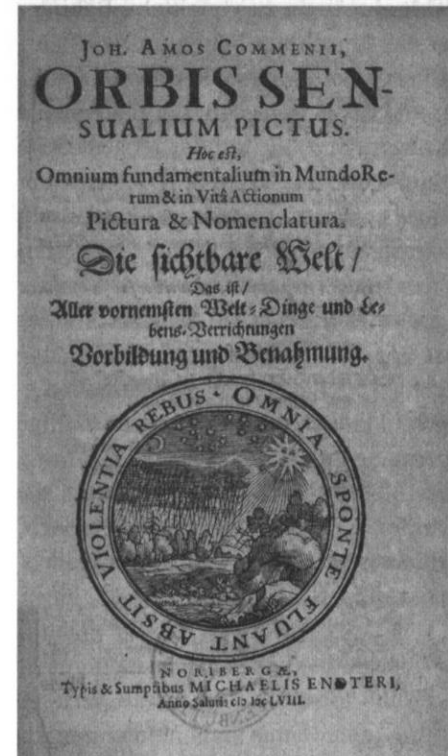 JOH. AMOS COMMENII,
ORBIS SEN-
SUALIUM PICTUS.
Hoc est,
Omnium fundamentalium in Mundo Re-
rum & in Vitâ Actionum
Pictura & Nomenclatura.
Die sichtbare Welt /
Das ist /
Aller vornemsten Welt-Dinge und Le-
bens-Verrichtungen
Vorbildung und Benahmung.
OMNIA SPONTE FLUANT ABSIT VIOLENTIA REBUS
NORIBERGÆ,
Typis & Sumptibus MICHAELIS ENDTERI,
Anno Salutis cIɔ Iɔc LVIII.